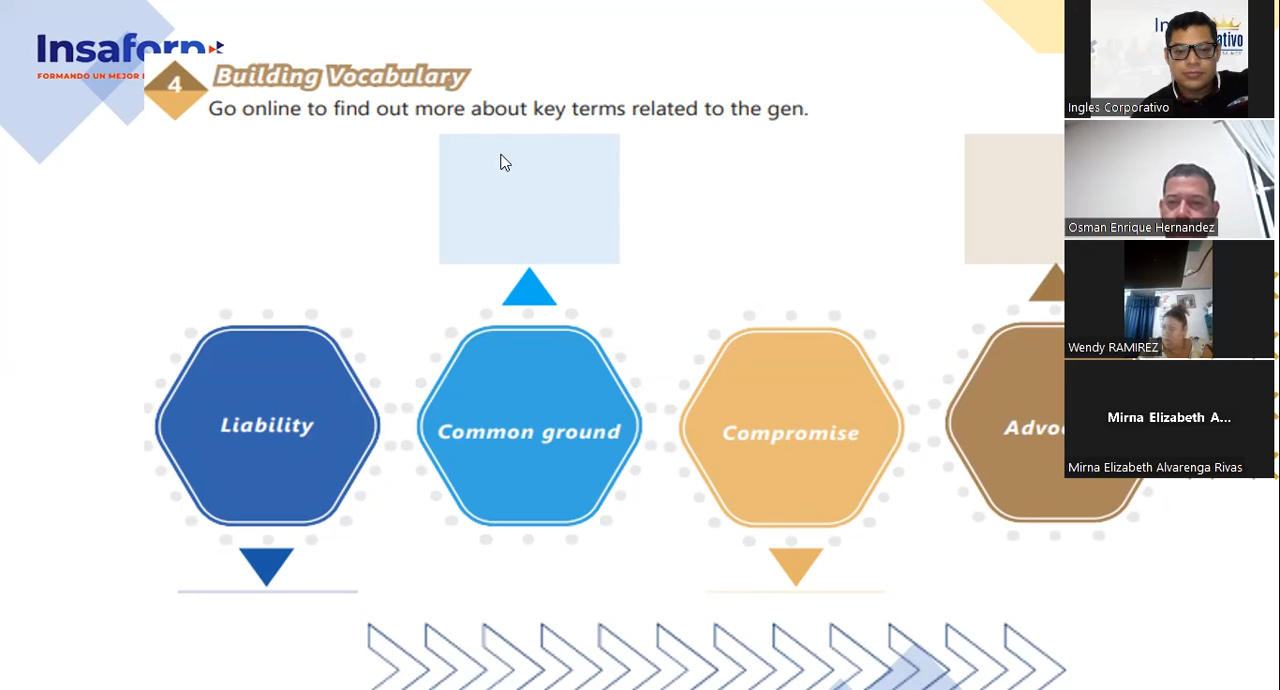 Insaforp
FORMANDO UN MEJOR
4
Building Vocabulary
Go online to find out more about key terms related to the gen.
Liability
Common ground
Compromise
Ingles Corporativo
Osman Enrique Hernandez
Wendy RAMIREZ
Mirna Elizabeth A...
Mirna Elizabeth Alvarenga Rivas